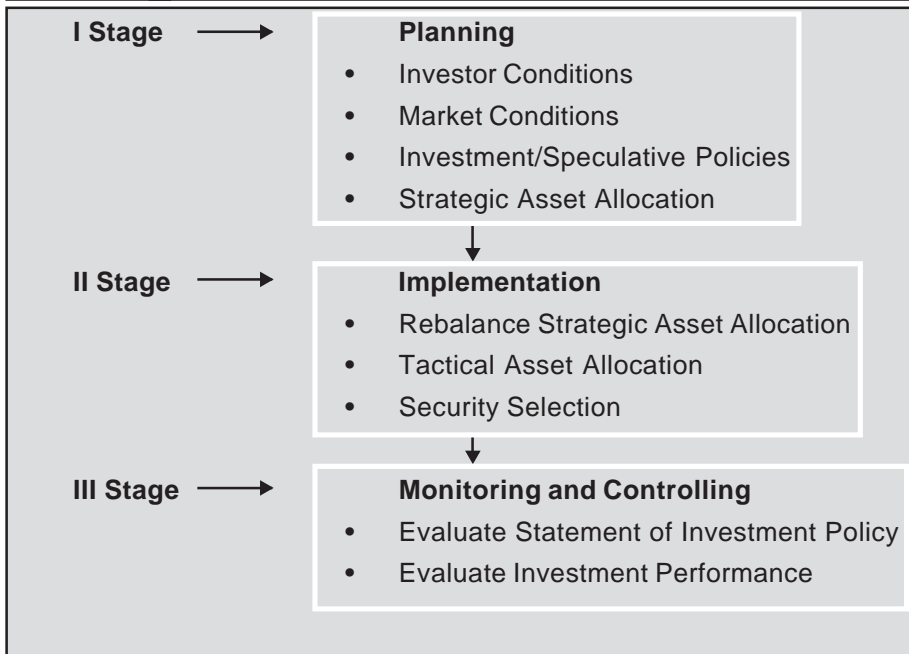 I Stage Planning
• Investor Conditions
• Market Conditions
• Investment/Speculative Policies
• Strategic Asset Allocation
II Stage Implementation
• Rebalance Strategic Asset Allocation
• Tactical Asset Allocation
• Security Selection
III Stage Monitoring and Controlling
• Evaluate Statement of Investment Policy
• Evaluate Investment Performance